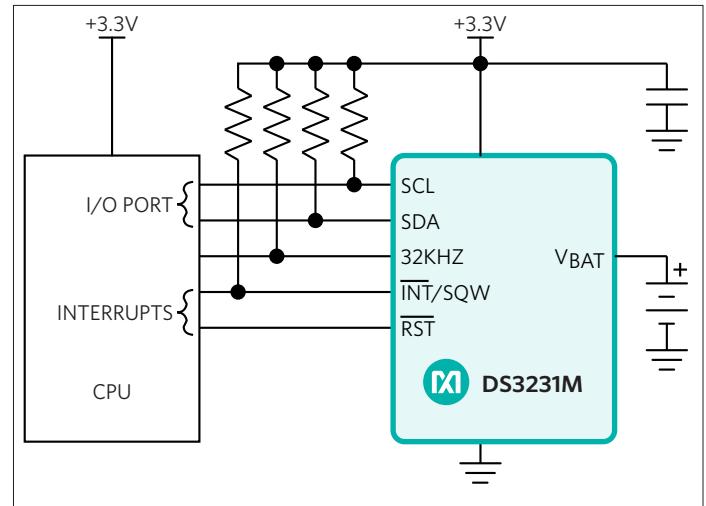 +3.3V
+3.3V
I/O PORT
SCL
SDA
32KHZ
VBAT
+
INTERRUPTS
INT/SQW
RST
CPU
DS3231M